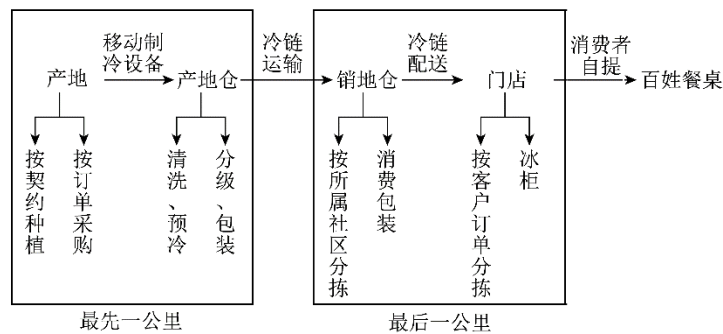 移动制
冷设备
冷链
运输
冷链
配送
消费者
自提
产地
产地仓
销地仓
门店
百姓餐桌
按契约种植
按订单采购
清洗、预冷
分级、包装
按所属社区分拣
消费包装
按客户订单分拣
冰柜
最先一公里
最后一公里